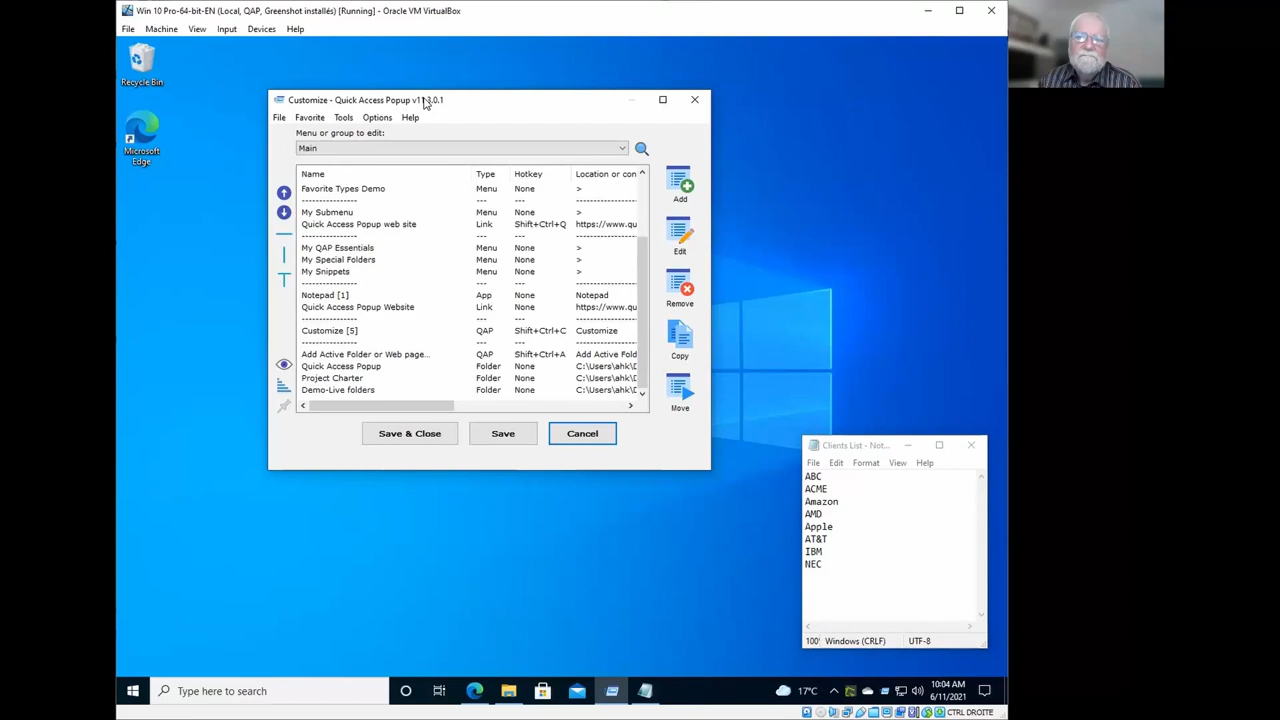 Win 10 Pro-64-bit-EN (Local, QAP, Greenshot installés) [Running] - Oracle VM VirtualBox
File Machine View Input Devices Help
Recycle Bin
Microsoft Edge
Customize - Quick Access Popup
File Favorite Tools Options Help
Menu or group to edit:
Main
Name Type Hotkey Location or con
Favorite Types Demo Menu None >
---------------- --- --- ----------------
My Submenu Menu None >
Quick Access Popup web site Link Shift+Ctrl+Q https://www.qu
---------------- --- --- ----------------
My QAP Essentials Menu None >
My Special Folders Menu None >
My Snippets Menu None >
---------------- --- --- ----------------
Notepad [1] App None Notepad
Quick Access Popup Website Link None https://www.qu
---------------- --- --- ----------------
Customize [5] QAP Shift+Ctrl+C Customize
---------------- --- --- ----------------
Add Active Folder or Web page... QAP Shift+Ctrl+A Add Active Fold
Quick Access Popup Folder None C:\Users\ahk\D
Project Charter Folder None C:\Users\ahk\D
Demo-Live folders Folder None C:\Users\ahk\D
Add
Edit
Remove
Copy
Move
Save & Close Save Cancel
Clients List - Not...
File Edit Format View Help
ABC
ACME
Amazon
AMD
Apple
AT&T
IBM
NEC
100% Windows (CRLF) UTF-8
Type here to search
17°C
10:04 AM
6/11/2021
CTRL DROITE